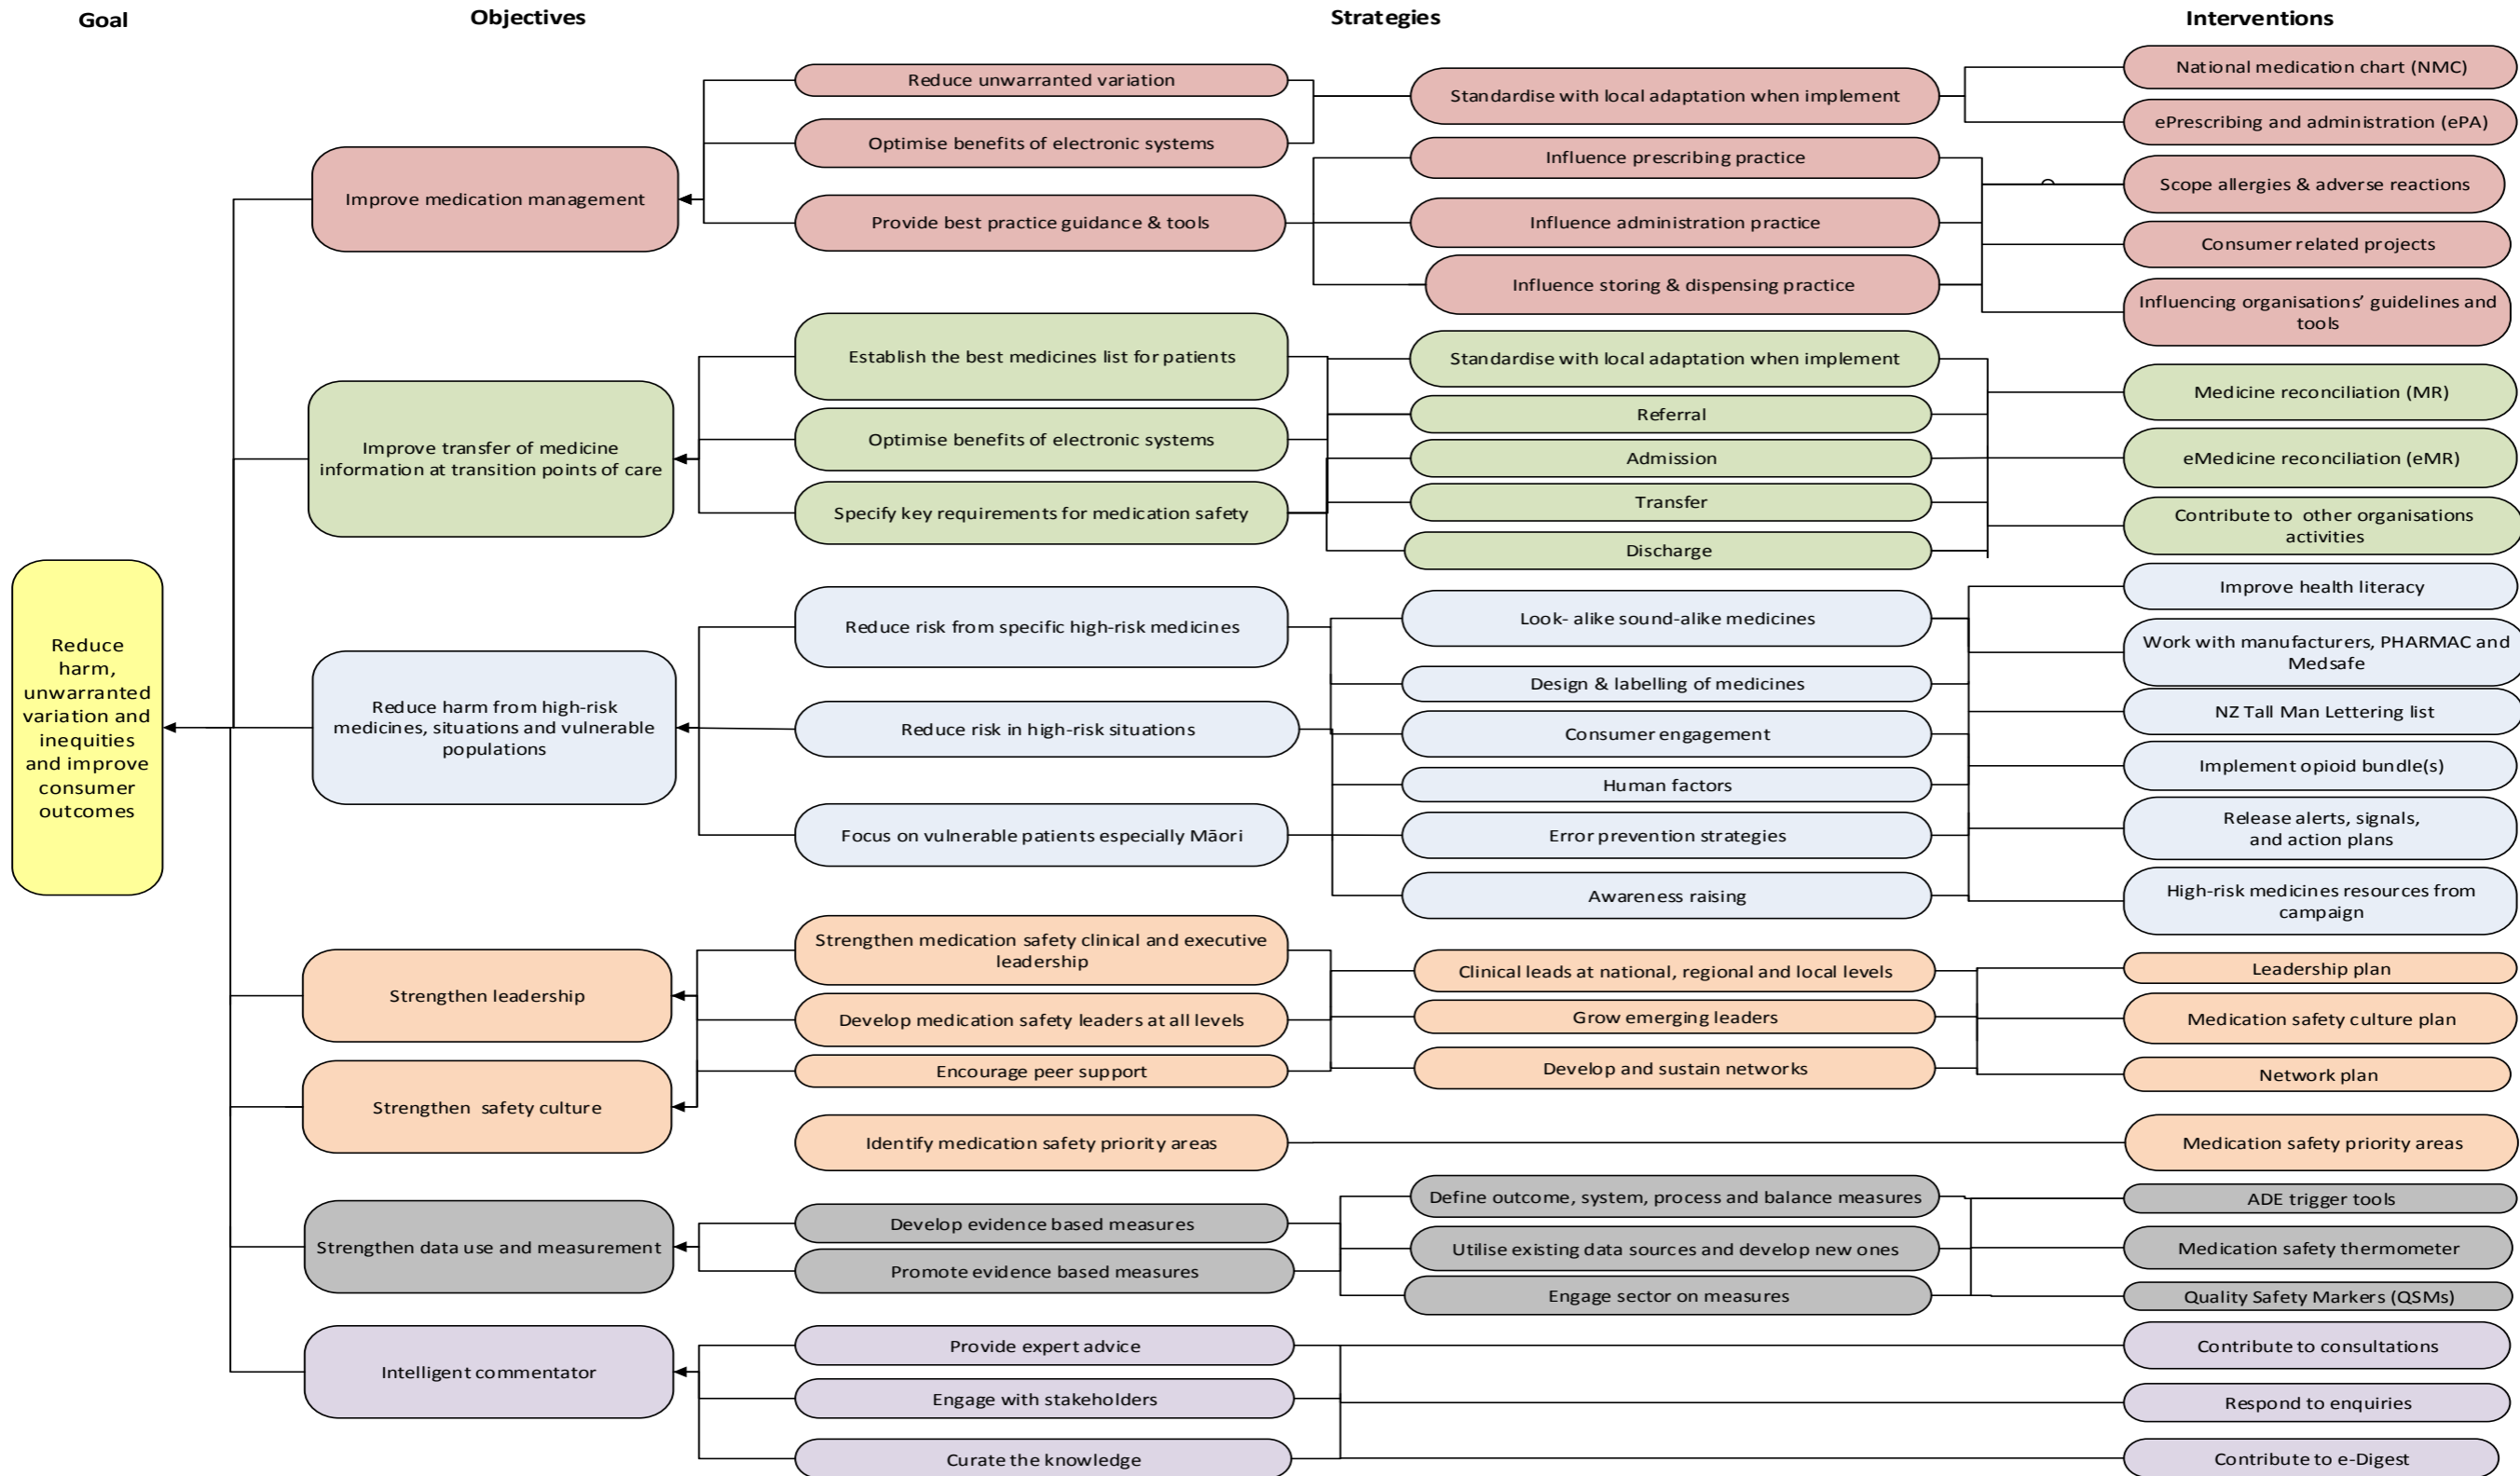 Goal
Objectives
Strategies
Interventions
Reduce
harm,
unwarranted
variation and
inequities
and improve
consumer
outcomes
Improve medication management
Reduce unwarranted variation
Optimise benefits of electronic systems
Provide best practice guidance & tools
Standardise with local adaptation when implement
Influence prescribing practice
Influence administration practice
Influence storing & dispensing practice
National medication chart (NMC)
ePrescribing and administration (ePA)
Scope allergies & adverse reactions
Consumer related projects
Influencing organisations’ guidelines and
tools
Improve transfer of medicine
information at transition points of care
Establish the best medicines list for patients
Optimise benefits of electronic systems
Specify key requirements for medication safety
Standardise with local adaptation when implement
Referral
Admission
Transfer
Discharge
Medicine reconciliation (MR)
eMedicine reconciliation (eMR)
Contribute to other organisations
activities
Reduce harm from high-risk
medicines, situations and vulnerable
populations
Reduce risk from specific high-risk medicines
Reduce risk in high-risk situations
Focus on vulnerable patients especially Māori
Look- alike sound-alike medicines
Design & labelling of medicines
Consumer engagement
Human factors
Error prevention strategies
Awareness raising
Improve health literacy
Work with manufacturers, PHARMAC and
Medsafe
NZ Tall Man Lettering list
Implement opioid bundle(s)
Release alerts, signals,
and action plans
High-risk medicines resources from
campaign
Strengthen leadership
Strengthen safety culture
Strengthen medication safety clinical and executive
leadership
Develop medication safety leaders at all levels
Encourage peer support
Identify medication safety priority areas
Clinical leads at national, regional and local levels
Grow emerging leaders
Develop and sustain networks
Leadership plan
Medication safety culture plan
Network plan
Medication safety priority areas
Strengthen data use and measurement
Develop evidence based measures
Promote evidence based measures
Define outcome, system, process and balance measures
Utilise existing data sources and develop new ones
Engage sector on measures
ADE trigger tools
Medication safety thermometer
Quality Safety Markers (QSMs)
Intelligent commentator
Provide expert advice
Engage with stakeholders
Curate the knowledge
Contribute to consultations
Respond to enquiries
Contribute to e-Digest